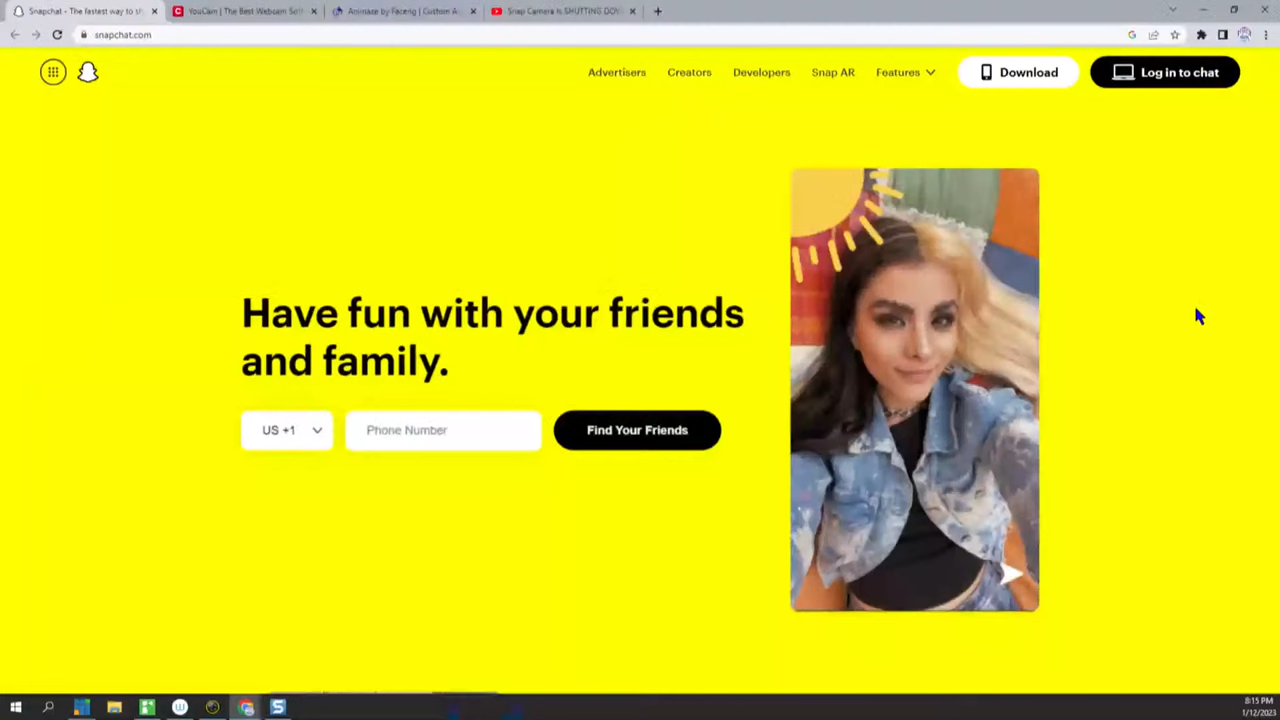 Snapchat - The fastest way to sh
YouCam | The Best Webcam Soft
Animaze by Facerig | Custom A
Snap Camera is SHUTTING DOW
snapchat.com
Advertisers
Creators
Developers
Snap AR
Features
Download
Log in to chat
Have fun with your friends
and family.
US +1
Phone Number
Find Your Friends
8:15 PM
1/12/2023